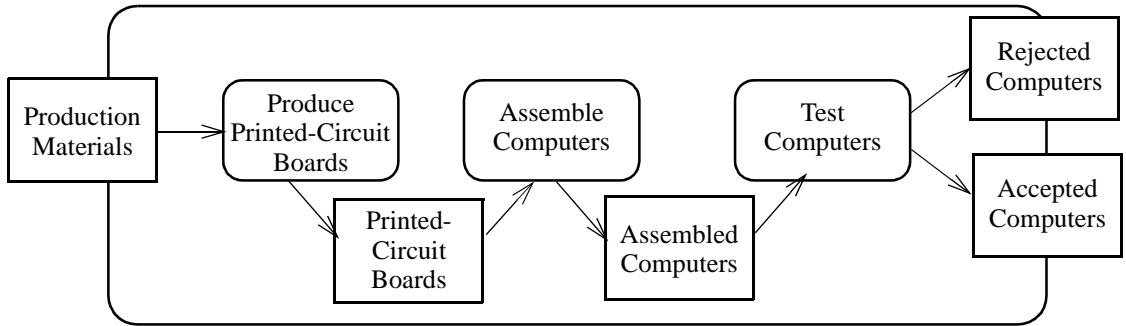 Production
Materials
Produce
Printed-Circuit
Boards
Printed-
Circuit
Boards
Assemble
Computers
Assembled
Computers
Test
Computers
Rejected
Computers
Accepted
Computers